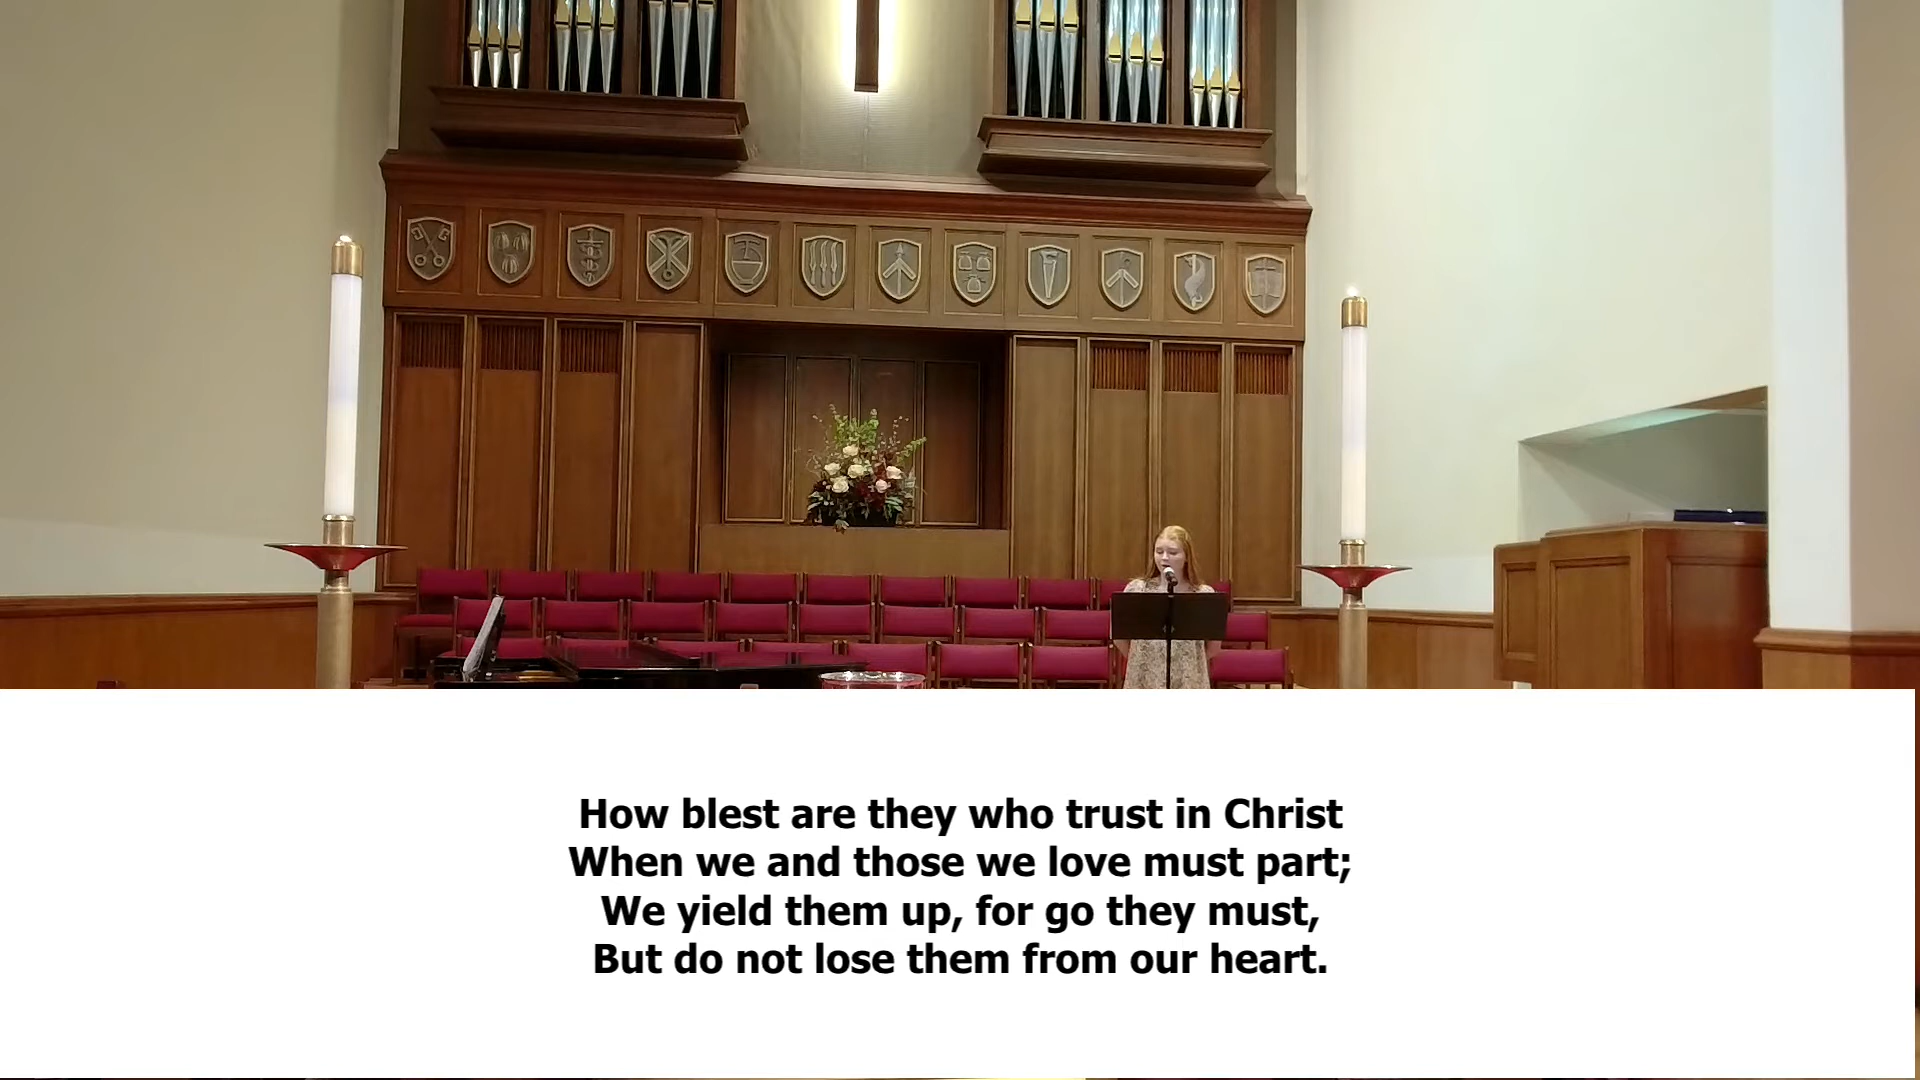 How blest are they who trust in Christ
When we and those we love must part;
We yield them up, for go they must,
But do not lose them from our heart.